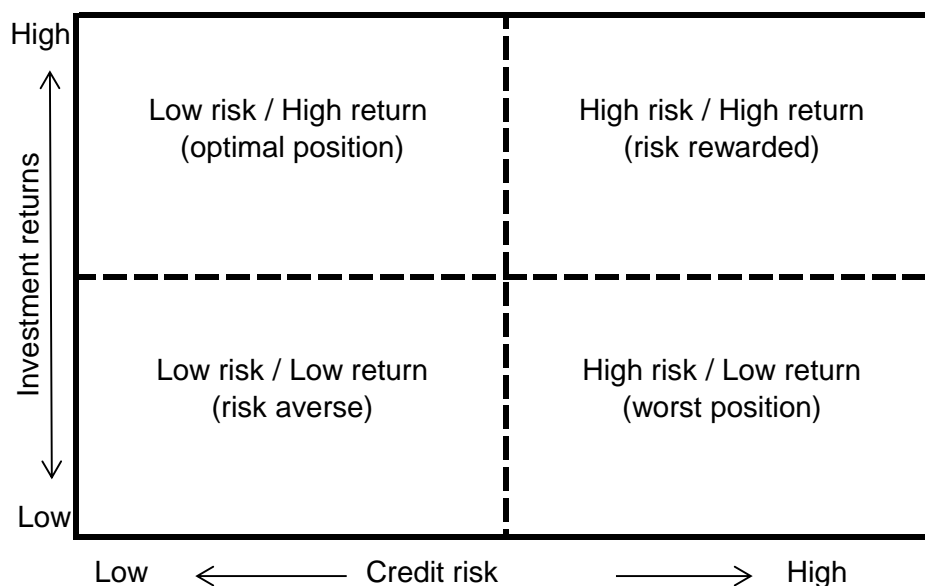 High
Low risk / High return
(optimal position)
High risk / High return
(risk rewarded)
Investment returns
Low risk / Low return
(risk averse)
High risk / Low return
(worst position)
Low
Low
Credit risk
High